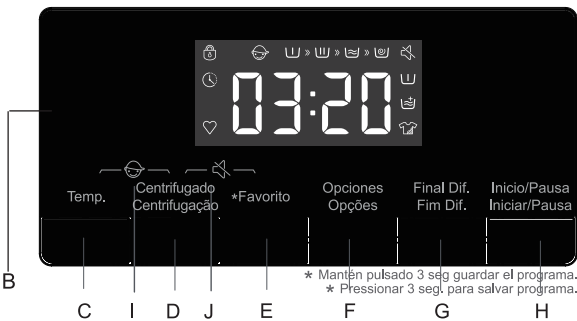 03:20
B
Temp.
Centrifugado
Centrifugação
*Favorito
Opciones
Opções
Final Dif.
Fim Dif.
Inicio/Pausa
Iniciar/Pausa
* Mantén pulsado 3 seg guardar el programa.
* Pressionar 3 seg. para salvar programa.
C I D J E F G H